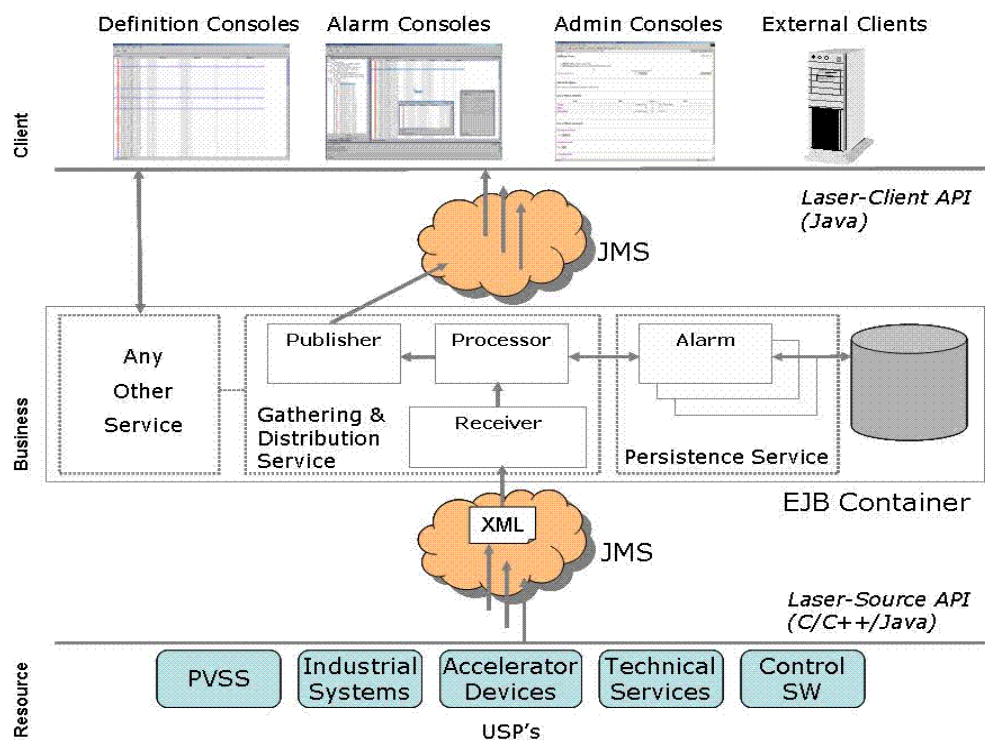 Definition Consoles
Alarm Consoles
Admin Consoles
External Clients
Client
Laser-Client API
(Java)
JMS
Business
Any
Other
Service
Publisher
Processor
Gathering &
Distribution
Service
Receiver
Alarm
Persistence Service
EJB Container
XML
JMS
Laser-Source API
(C/C++/Java)
Resource
PVSS
Industrial
Systems
Accelerator
Devices
Technical
Services
Control
SW
USP's